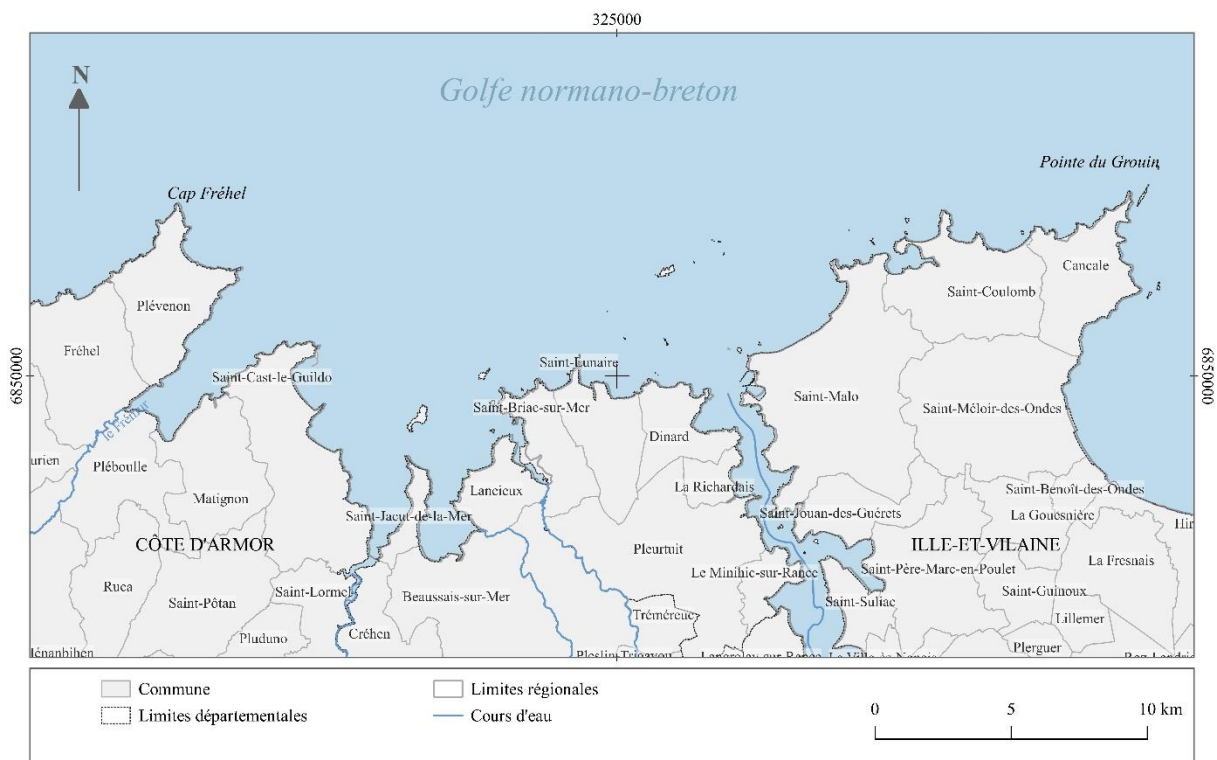 325000
N
Golfe normano-breton
Pointe du Grouin
Cap Fréhel
Cancale
Saint-Coulomb
Plévenon
Fréhel
6850000
6850000
Saint-Lunaire
Saint-Cast-le-Guildo
Saint-Malo
Saint-Méloir-des-Ondes
Saint-Briac-sur-Mer
le Frémur
Dinard
urien
Pléboulle
La Richardais
Lancieux
Saint-Benoît-des-Ondes
Matignon
Saint-Jacut-de-la-Mer
Saint-Jouan-des-Guérets
La Gouesnière
Hir
CÔTE D'ARMOR
Pleurtuit
ILLE-ET-VILAINE
La Fresnais
Le Minihic-sur-Rance
Saint-Père-Marc-en-Poulet
Ruca
Saint-Lormel
Saint-Pôtan
Beaussais-sur-Mer
Saint-Suliac
Saint-Guinoux
Tréméreuc
Lillemer
Créhen
Pluduno
Plerguer
Commune
Limites départementales
Limites régionales
Cours d'eau
0 5 10 km